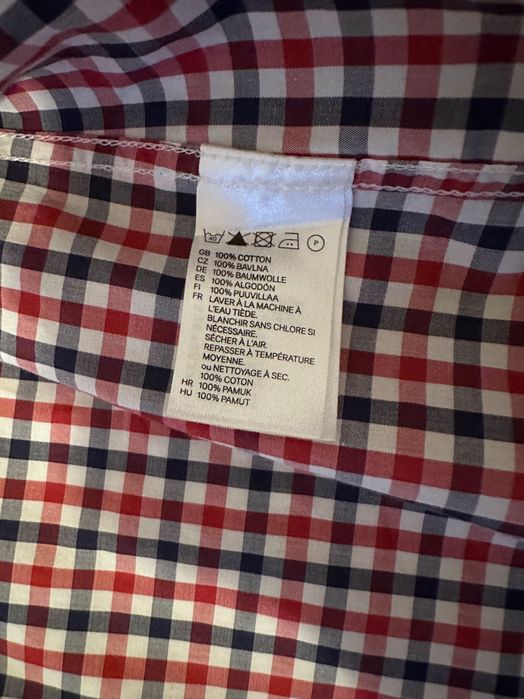 40 P
GB 100% COTTON
CZ 100% BAVLNA
DE 100% BAUMWOLLE
ES 100% ALGODÓN
FI 100% PUUVILLAA
FR LAVER À LA MACHINE À
L'EAU TIÈDE.
BLANCHIR SANS CHLORE SI
NÉCESSAIRE.
SÉCHER À L'AIR.
REPASSER À TEMPÉRATURE
MOYENNE.
ou NETTOYAGE À SEC.
100% COTON
HR 100% PAMUK
HU 100% PAMUT